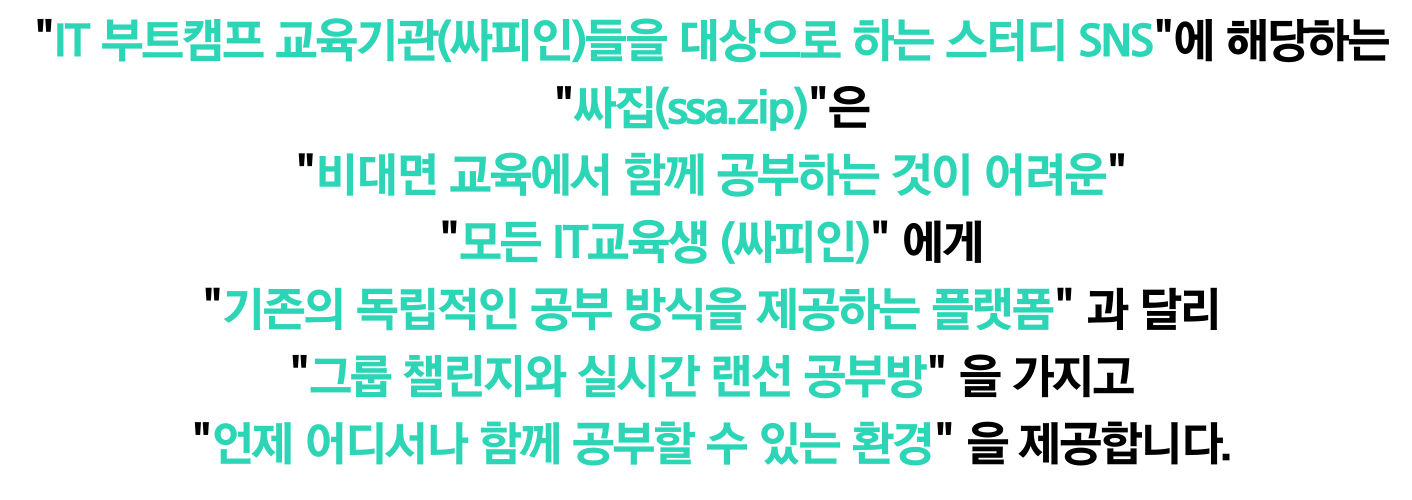 "IT 부트캠프 교육기관(싸피인)들을 대상으로 하는 스터디 SNS"에 해당하는
"싸집(ssa.zip)"은
"비대면 교육에서 함께 공부하는 것이 어려운"
"모든 IT교육생 (싸피인)" 에게
"기존의 독립적인 공부 방식을 제공하는 플랫폼" 과 달리
"그룹 챌린지와 실시간 랜선 공부방" 을 가지고
"언제 어디서나 함께 공부할 수 있는 환경" 을 제공합니다.